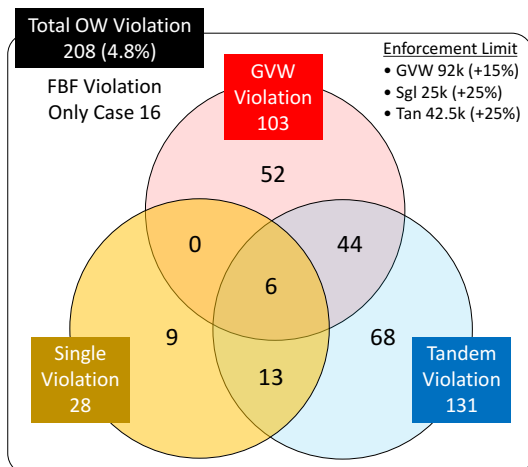 Total OW Violation
208 (4.8%)
FBF Violation
Only Case 16
GVW
Violation
103
Enforcement Limit
• GVW 92k (+15%)
• Sgl 25k (+25%)
• Tan 42.5k (+25%)
52
0
44
6
9
68
13
Single
Violation
28
Tandem
Violation
131